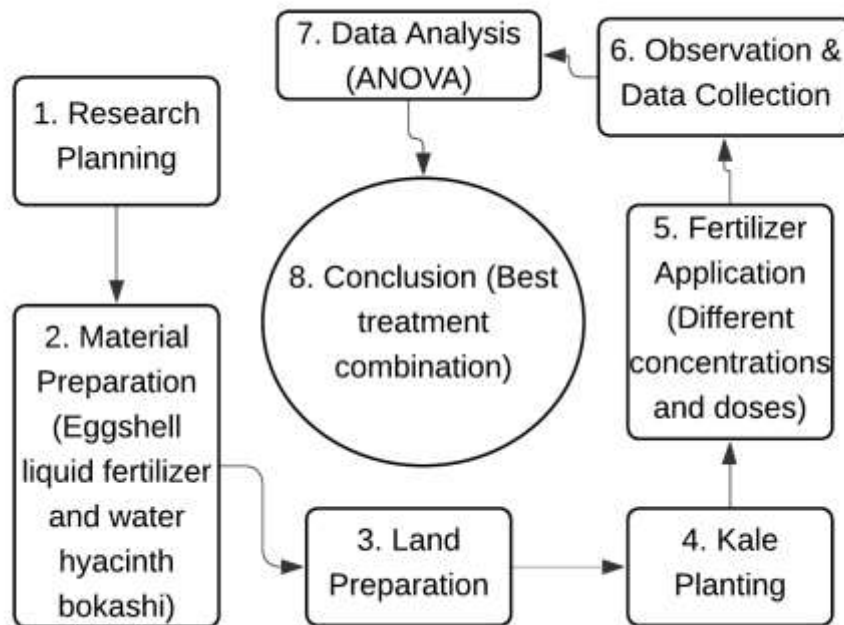 1. Research
Planning
2. Material
Preparation
(Eggshell
liquid fertilizer
and water
hyacinth
bokashi)
3. Land
Preparation
4. Kale
Planting
5. Fertilizer
Application
(Different
concentrations
and doses)
6. Observation &
Data Collection
7. Data Analysis
(ANOVA)
8. Conclusion (Best
treatment
combination)